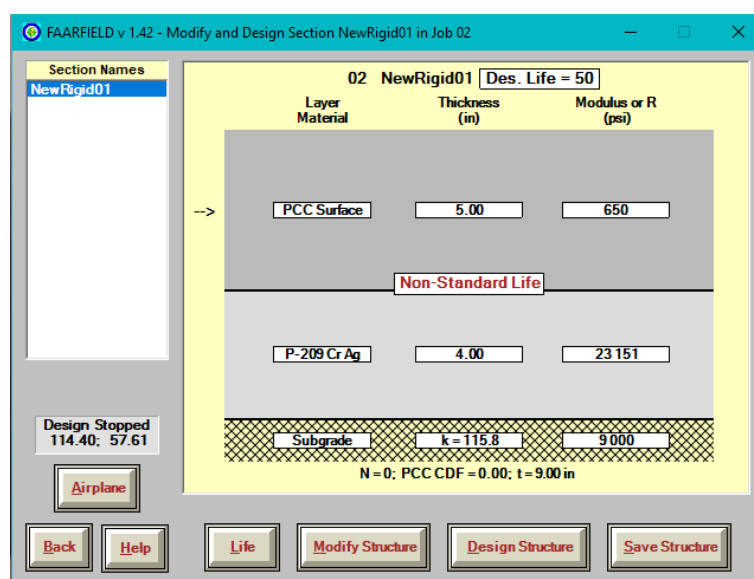 FAARFIELD v 1.42 - Modify and Design Section NewRigid01 in Job 02
Section Names
NewRigid01
02 NewRigid01 Des. Life = 50
Layer Material
Thickness (in)
Modulus or R (psi)
--> PCC Surface 5.00 650
Non-Standard Life
P-209 Cr Ag 4.00 23 151
Subgrade k = 115.8 9 000
N = 0; PCC CDF = 0.00; t = 9.00 in
Design Stopped
114.40; 57.61
Airplane
Back Help Life Modify Structure Design Structure Save Structure